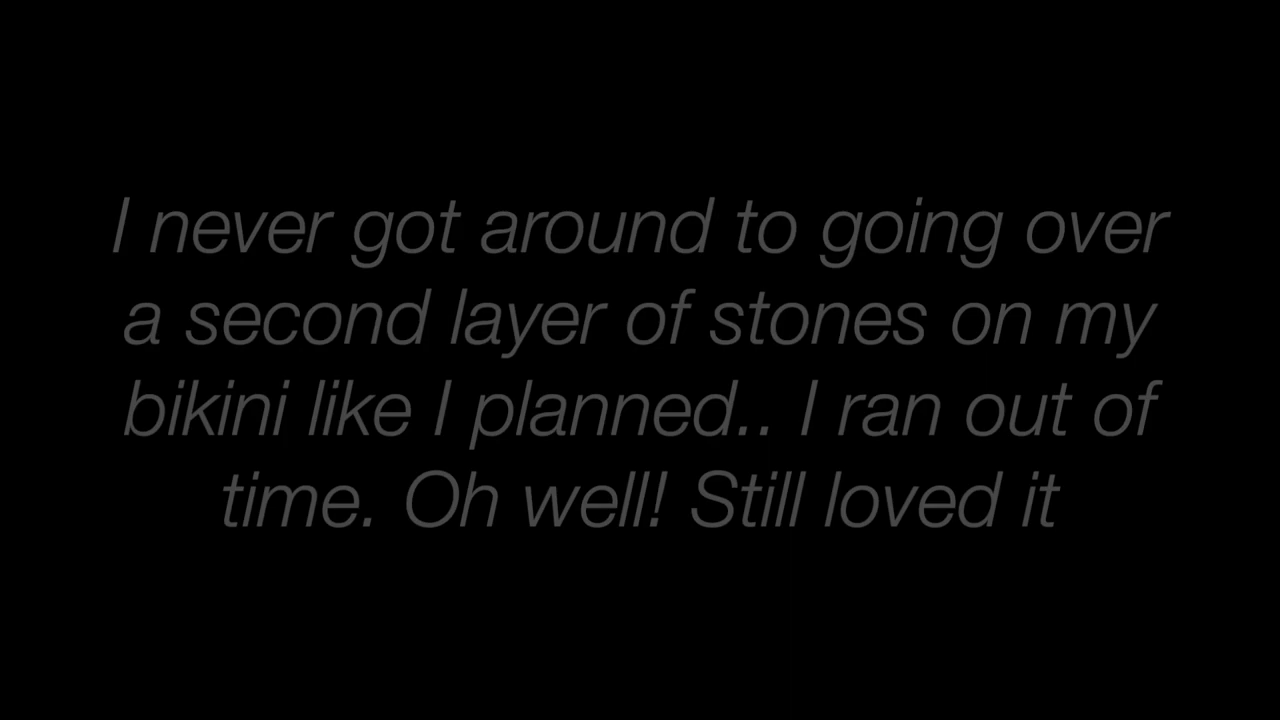 I never got around to going over
a second layer of stones on my
bikini like I planned.. I ran out of
time. Oh well! Still loved it